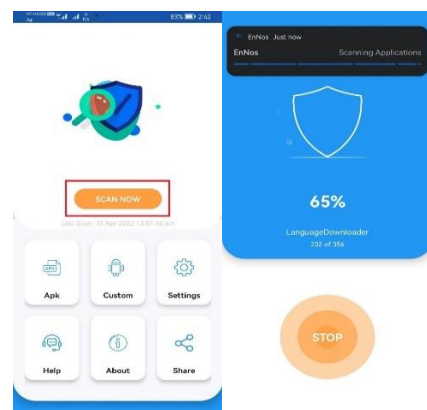 83% 2:42
SCAN NOW
Last Scan: 10 Apr 2022 12:01:55 am
Apk
Custom
Settings
Help
About
Share
EnNos Just now
EnNos Scanning Applications
65%
LanguageDownloader
232 of 356
STOP